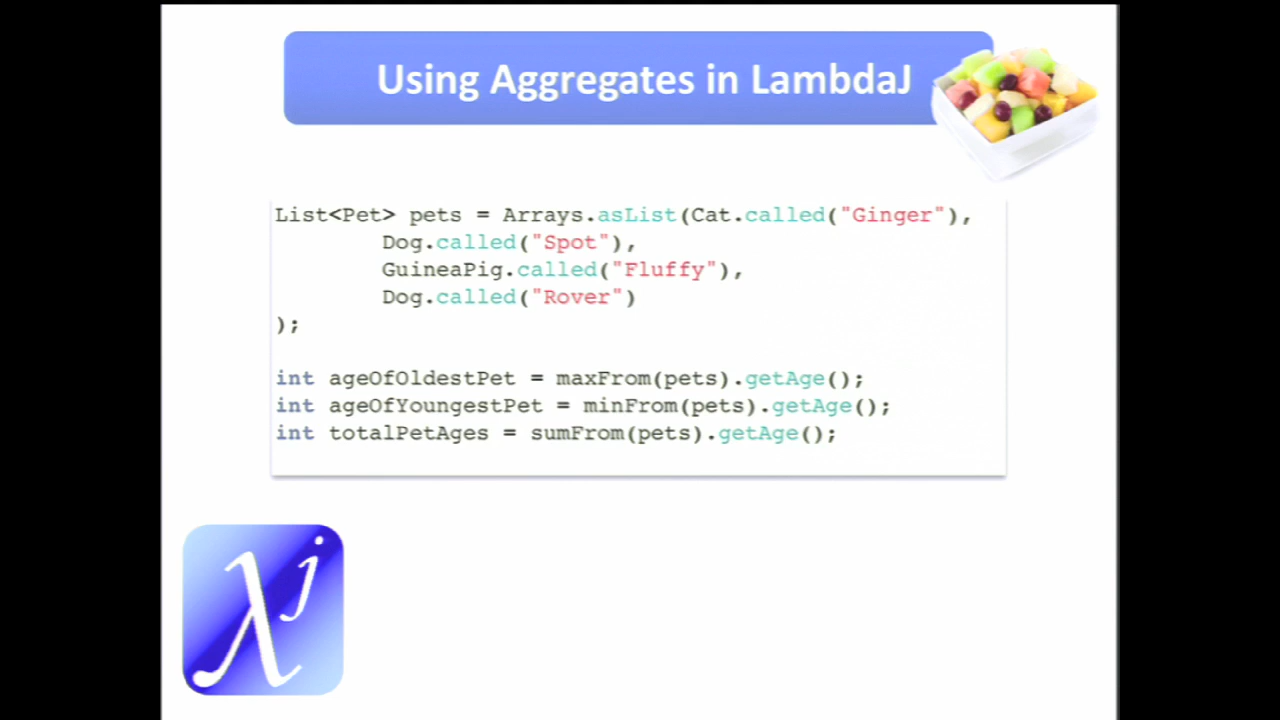 Using Aggregates in LambdaJ
List<Pet> pets = Arrays.asList(Cat.called("Ginger"),
Dog.called("Spot"),
GuineaPig.called("Fluffy"),
Dog.called("Rover")
);
int ageOfOldestPet = maxFrom(pets).getAge();
int ageOfYoungestPet = minFrom(pets).getAge();
int totalPetAges = sumFrom(pets).getAge();
λj